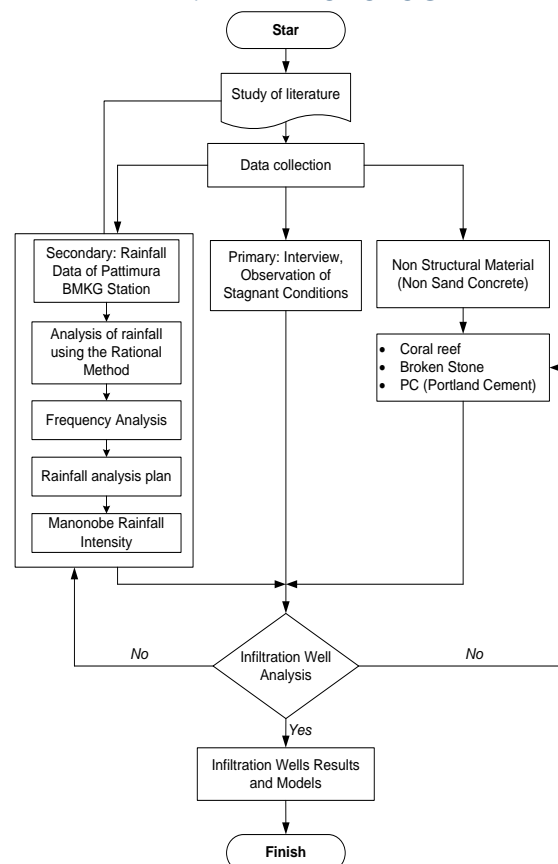 Star
Study of literature
Data collection
Secondary: Rainfall
Data of Pattimura
BMKG Station
Analysis of rainfall
using the Rational
Method
Frequency Analysis
Rainfall analysis plan
Manonobe Rainfall
Intensity
Primary: Interview,
Observation of
Stagnant Conditions
Non Structural Material
(Non Sand Concrete)
• Coral reef
• Broken Stone
• PC (Portland Cement)
No
Infiltration Well
Analysis
No
Yes
Infiltration Wells Results
and Models
Finish